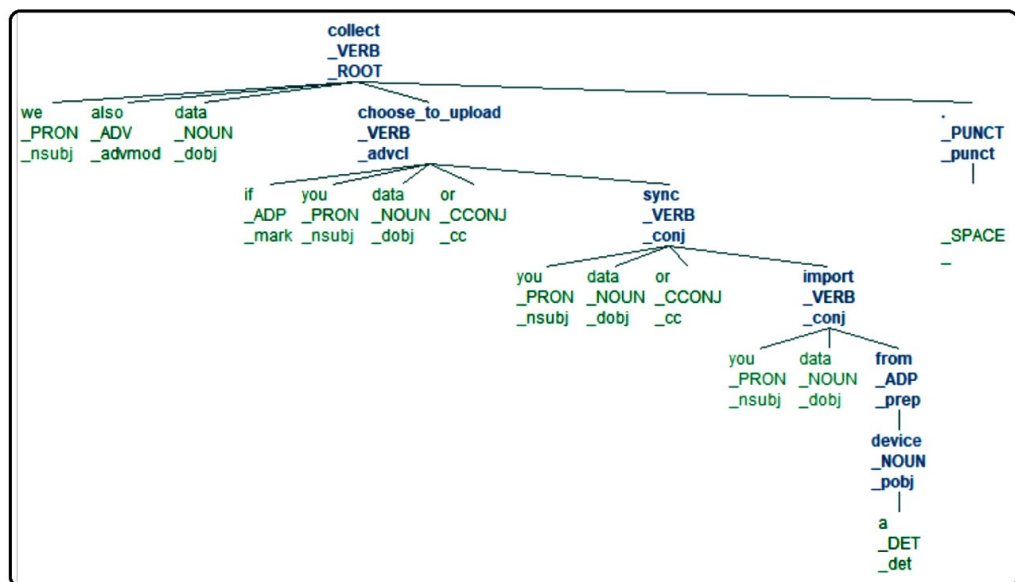 collect
_VERB
_ROOT
we also data choose_to_upload .
_PRON _ADV _NOUN _VERB _PUNCT
_nsubj _advmod _dobj _advcl _punct
if you data or sync
_ADP _PRON _NOUN _CCONJ _VERB _SPACE
_mark _nsubj _dobj _cc _conj _
you data or import
_PRON _NOUN _CCONJ _VERB
_nsubj _dobj _cc _conj
you data from
_PRON _NOUN _ADP
_nsubj _dobj _prep
device
_NOUN
_pobj
a
_DET
_det